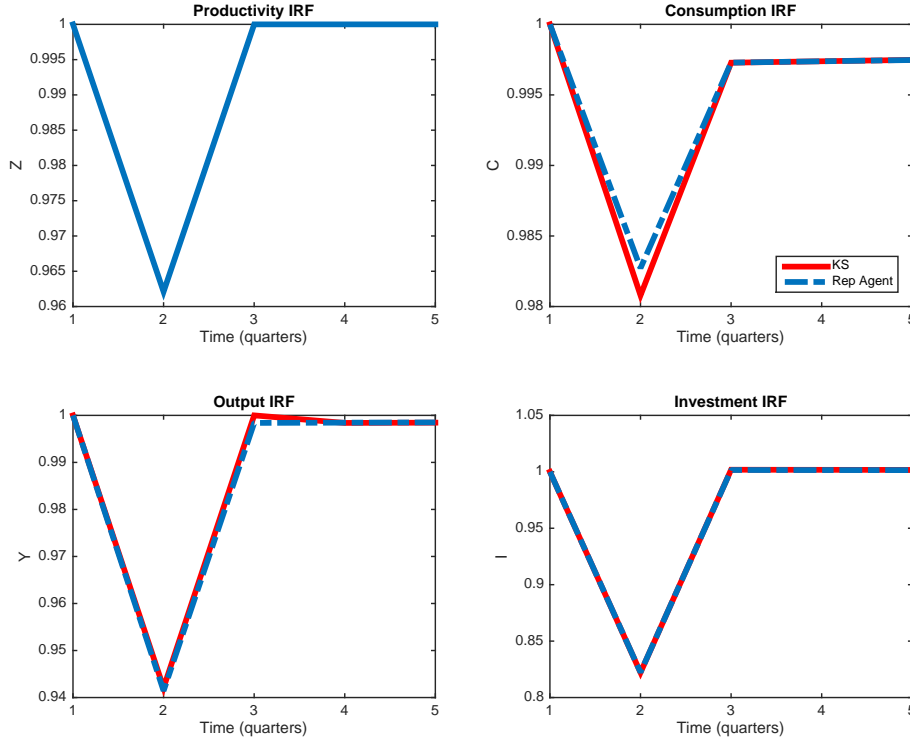 Productivity IRF
1
0.995
0.99
0.985
0.98
0.975
0.97
0.965
0.96
Z
1 2 3 4 5
Time (quarters)
Consumption IRF
1
0.995
0.99
0.985
0.98
C
KS
Rep Agent
1 2 3 4 5
Time (quarters)
Output IRF
1
0.99
0.98
0.97
0.96
0.95
0.94
Y
1 2 3 4 5
Time (quarters)
Investment IRF
1.05
1
0.95
0.9
0.85
0.8
I
1 2 3 4 5
Time (quarters)